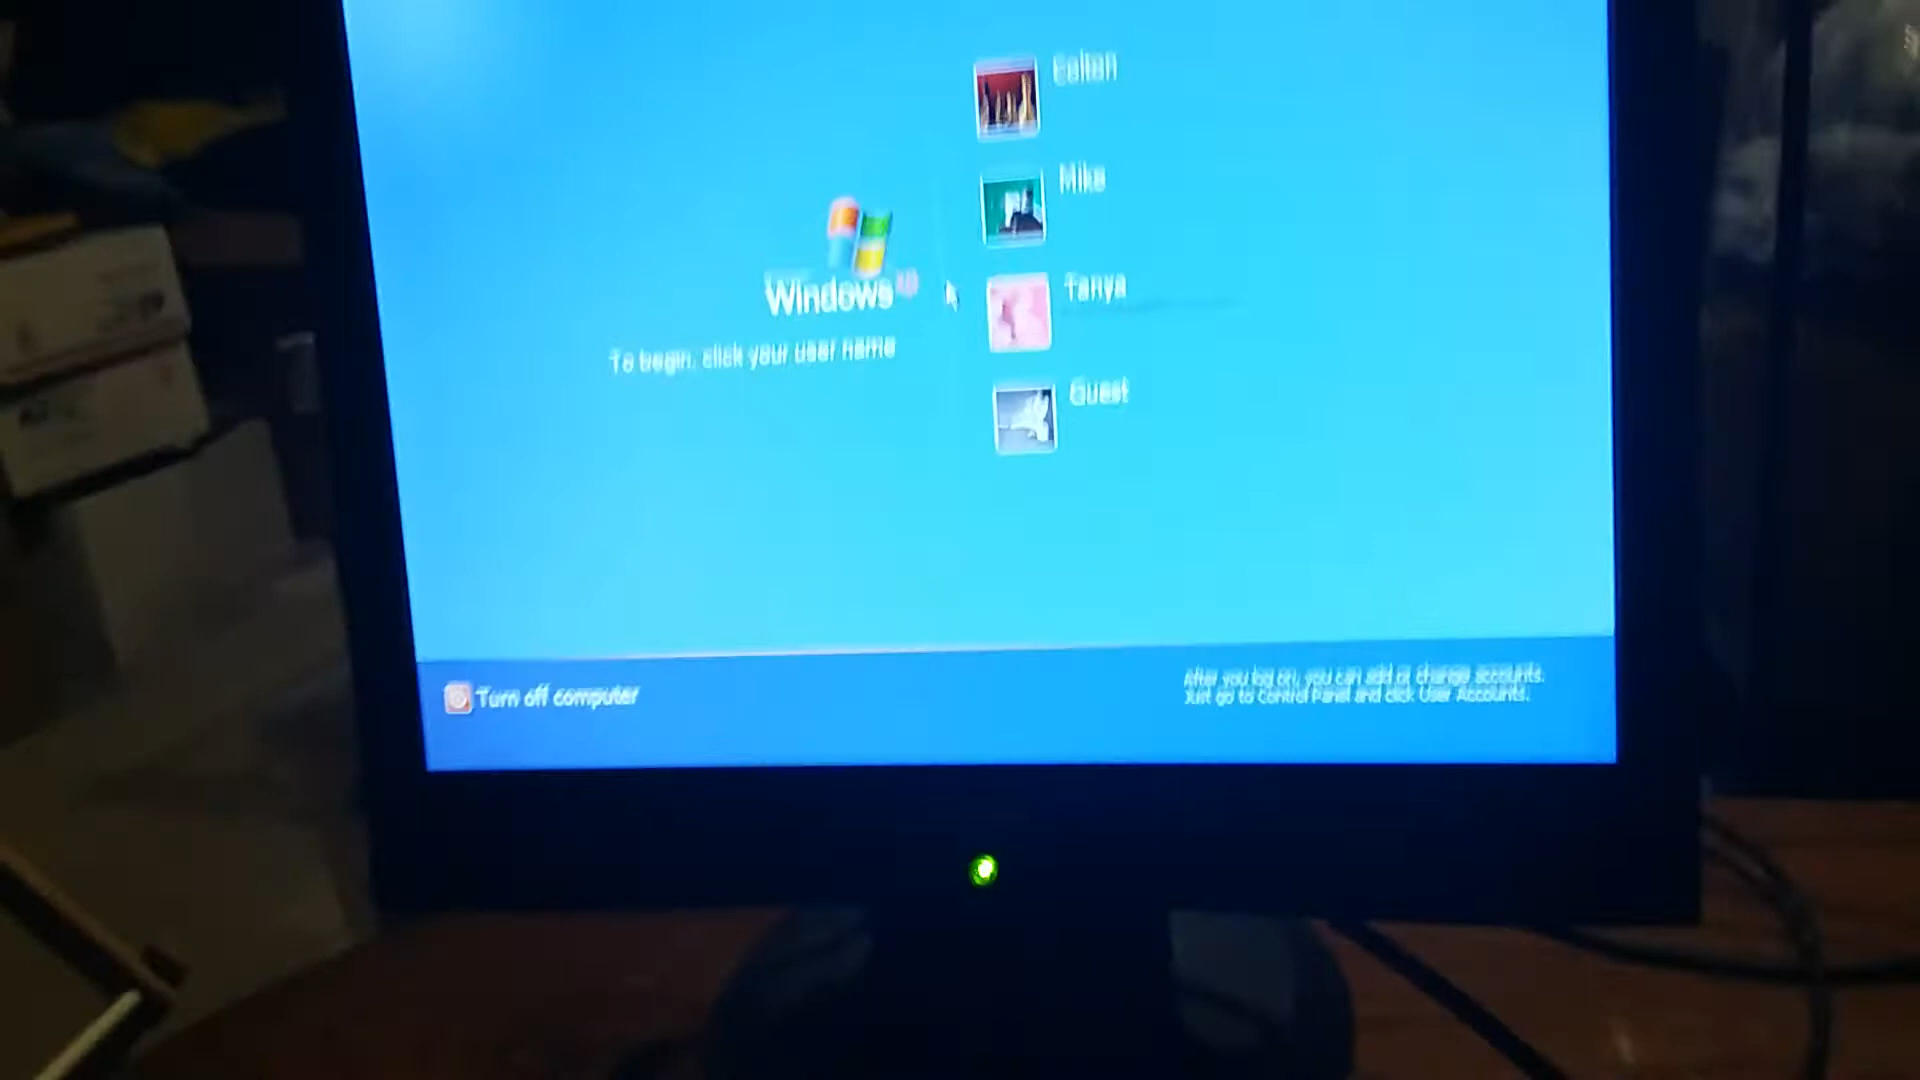 Colton
Mike
Windows xp
Tanya
To begin, click your user name
Guest
Turn off computer
After you log on, you can add or change accounts.
Just go to Control Panel and click User Accounts.